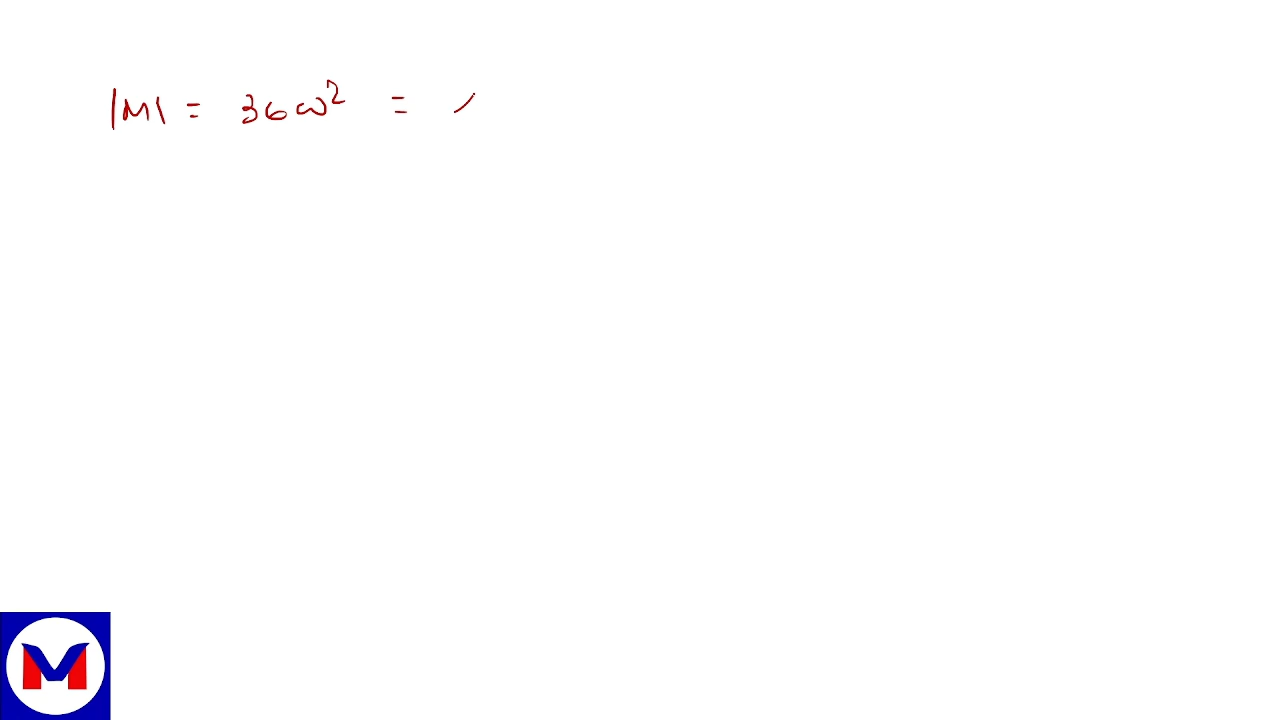 |M| = 36ω² =